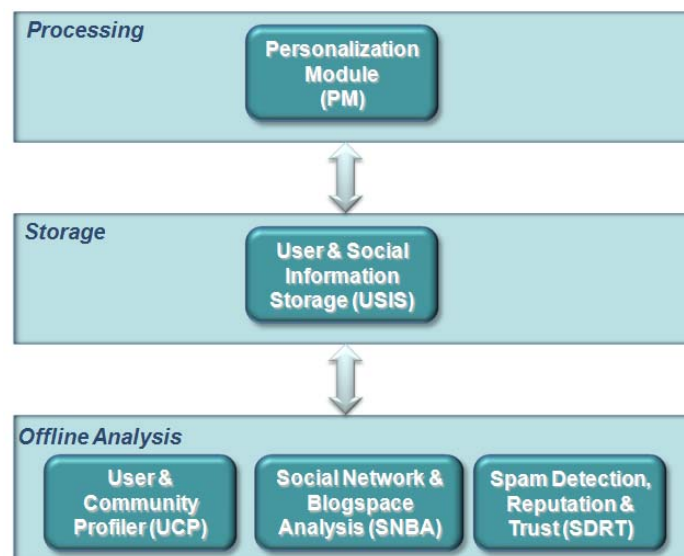 Processing
Personalization
Module
(PM)
Storage
User & Social
Information
Storage (USIS)
Offline Analysis
User &
Community
Profiler (UCP)
Social Network &
Blogspace
Analysis (SNBA)
Spam Detection,
Reputation &
Trust (SDRT)